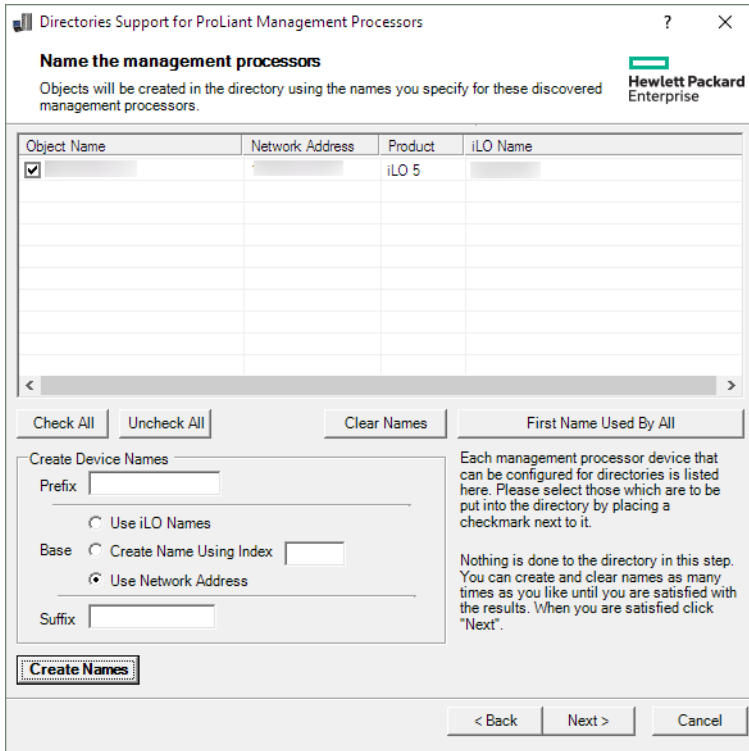 Directories Support for ProLiant Management Processors
Name the management processors
Objects will be created in the directory using the names you specify for these discovered
management processors.
Hewlett Packard
Enterprise
Object Name Network Address Product iLO Name
iLO 5
Check All Uncheck All Clear Names First Name Used By All
Create Device Names
Prefix
Use iLO Names
Base Create Name Using Index
Use Network Address
Suffix
Each management processor device that
can be configured for directories is listed
here. Please select those which are to be
put into the directory by placing a
checkmark next to it.
Nothing is done to the directory in this step.
You can create and clear names as many
times as you like until you are satisfied with
the results. When you are satisfied click
"Next".
Create Names
< Back Next > Cancel